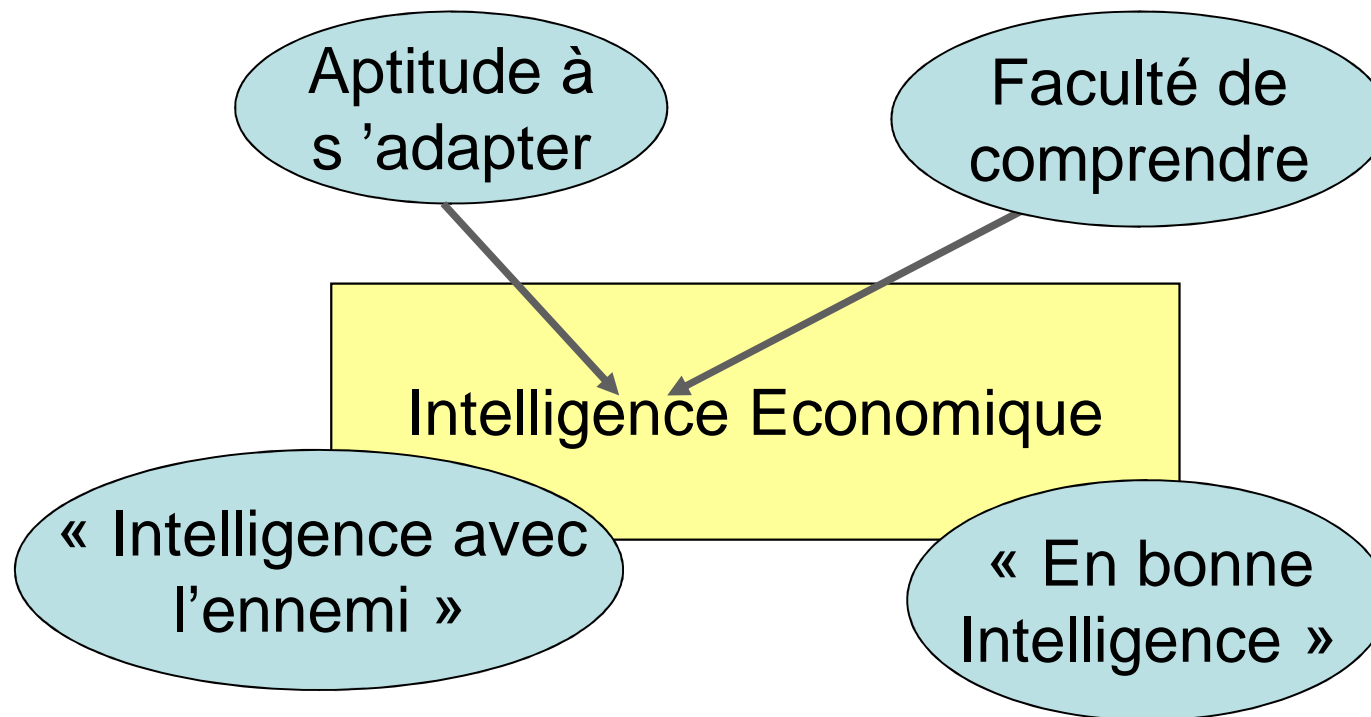 Aptitude à
s ’adapter
Faculté de
comprendre
Intelligence Economique
« Intelligence avec
l’ennemi »
« En bonne
Intelligence »